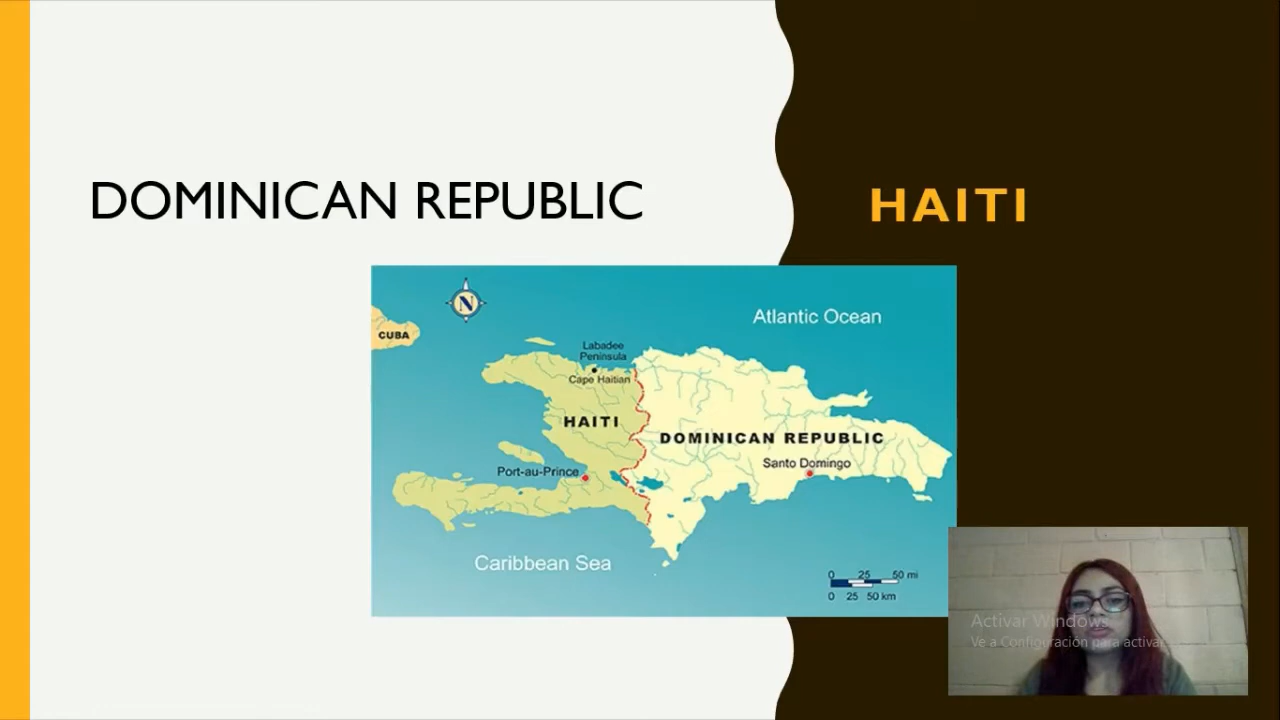 DOMINICAN REPUBLIC
HAITI
N
CUBA
Atlantic Ocean
Labadee
Peninsula
Cape Haitian
HAITI
DOMINICAN REPUBLIC
Santo Domingo
Port-au-Prince
Caribbean Sea
0 25 50 mi
0 25 50 km
Activar Windows
Ve a Configuración para activar